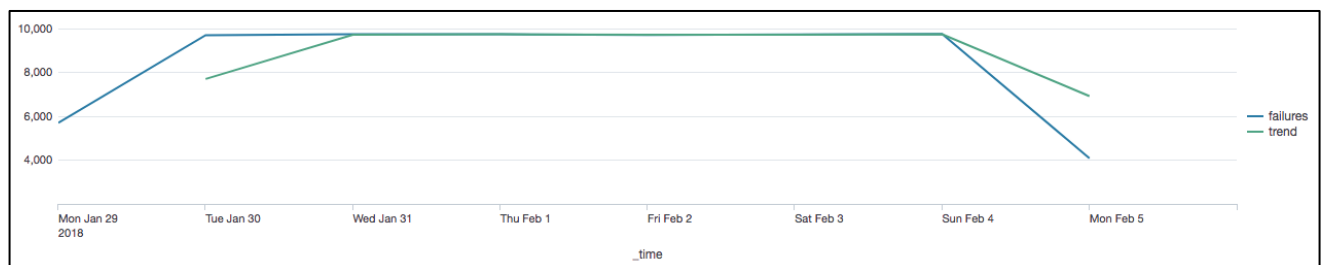 10,000
8,000
6,000
4,000
failures
trend
Mon Jan 29 Tue Jan 30 Wed Jan 31 Thu Feb 1 Fri Feb 2 Sat Feb 3 Sun Feb 4 Mon Feb 5
2018
_time